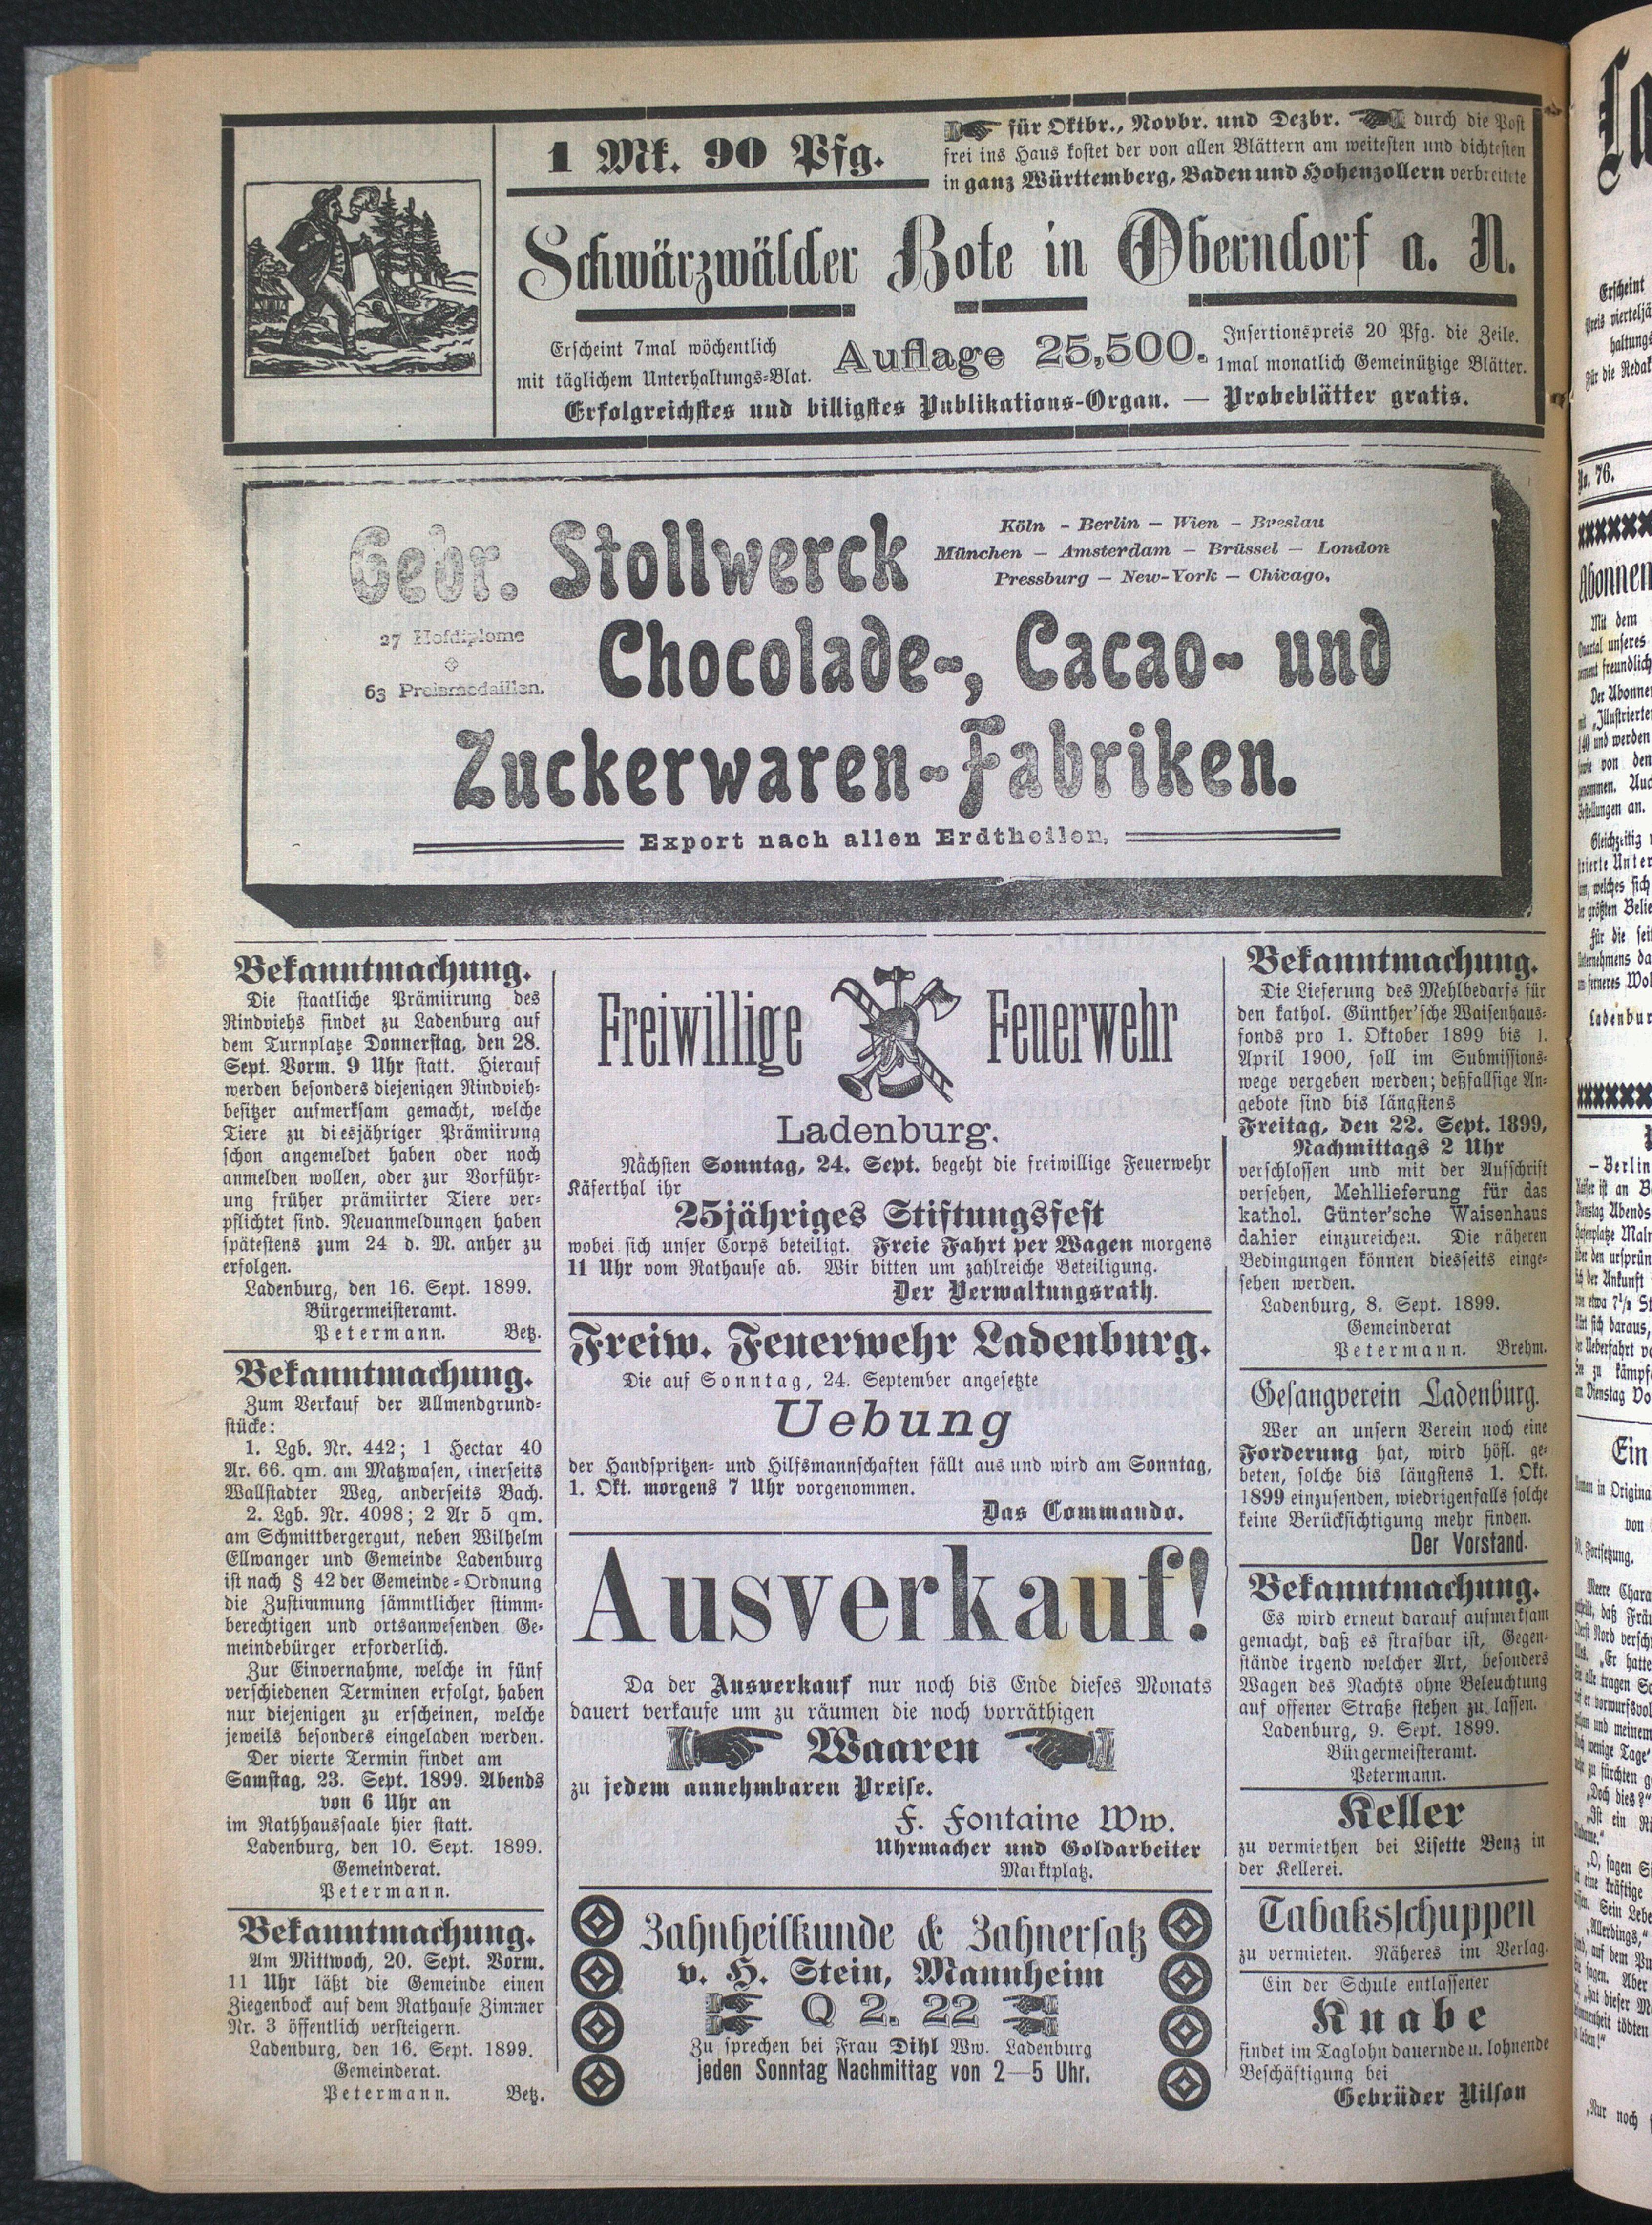 1 Mk. 90 Pfg.
für Oktbr., Novbr. und Dezbr. durch die Post
frei ins Haus kostet der von allen Blättern am weitesten und dichtesten
in ganz Württemberg, Baden und Hohenzollern verbreitete
Schwärzwälder Bote in Oberndorf a. N.
Erscheint 7mal wöchentlich
mit täglichem Unterhaltungs-Blat.
Auflage 25,500.
Insertionspreis 20 Pfg. die Zeile.
1mal monatlich Gemeinützige Blätter.
Erfolgreichstes und billigstes Publikations-Organ. — Probeblätter gratis.
Gebr. Stollwerck
Köln - Berlin — Wien - Breslau
München — Amsterdam — Brüssel — London
Pressburg — New-York — Chicago.
27 Hofdiplome
63 Preismedaillen.
Chocolade-, Cacao- und
Zuckerwaren-Fabriken.
Export nach allen Erdtheilen.
Bekanntmachung.
Die staatliche Prämiirung des
Rindviehs findet zu Ladenburg auf
dem Turnplatze Donnerstag, den 28.
Sept. Vorm. 9 Uhr statt. Hierauf
werden besonders diejenigen Rindvieh-
besitzer aufmerksam gemacht, welche
Tiere zu diesjähriger Prämiirung
schon angemeldet haben oder noch
anmelden wollen, oder zur Vorführ-
ung früher prämiirter Tiere ver-
pflichtet sind. Neuanmeldungen haben
spätestens zum 24 d. M. anher zu
erfolgen.
Ladenburg, den 16. Sept. 1899.
Bürgermeisteramt.
Petermann. Betz.
Bekanntmachung.
Zum Verkauf der Allmendgrund-
stücke:
1. Lgb. Nr. 442; 1 Hectar 40
Ar. 66. qm. am Matzwasen, einerseits
Wallstadter Weg, anderseits Bach.
2. Lgb. Nr. 4098; 2 Ar 5 qm.
am Schmittbergergut, neben Wilhelm
Ellwanger und Gemeinde Ladenburg
ist nach § 42 der Gemeinde-Ordnung
die Zustimmung sämmtlicher stimm-
berechtigen und ortsanwesenden Ge-
meindebürger erforderlich.
Zur Einvernahme, welche in fünf
verschiedenen Terminen erfolgt, haben
nur diejenigen zu erscheinen, welche
jeweils besonders eingeladen werden.
Der vierte Termin findet am
Samstag, 23. Sept. 1899. Abends
von 6 Uhr an
im Rathhaussaale hier statt.
Ladenburg, den 10. Sept. 1899.
Gemeinderat.
Petermann.
Bekanntmachung.
Am Mittwoch, 20. Sept. Vorm.
11 Uhr läßt die Gemeinde einen
Ziegenbock auf dem Rathause Zimmer
Nr. 3 öffentlich versteigern.
Ladenburg, den 16. Sept. 1899.
Gemeinderat.
Petermann. Betz.
Freiwillige Feuerwehr
Ladenburg.
Nächsten Sonntag, 24. Sept. begeht die freiwillige Feuerwehr
Käferthal ihr
25jähriges Stiftungsfest
wobei sich unser Corps beteiligt. Freie Fahrt per Wagen morgens
11 Uhr vom Rathause ab. Wir bitten um zahlreiche Beteiligung.
Der Verwaltungsrath.
Freiw. Feuerwehr Ladenburg.
Die auf Sonntag, 24. September angesetzte
Uebung
der Handspritzen- und Hilfsmannschaften fällt aus und wird am Sonntag,
1. Okt. morgens 7 Uhr vorgenommen.
Das Commando.
Ausverkauf!
Da der Ausverkauf nur noch bis Ende dieses Monats
dauert verkaufe um zu räumen die noch vorräthigen
Waaren
zu jedem annehmbaren Preise.
F. Fontaine Ww.
Uhrmacher und Goldarbeiter
Marktplatz.
Zahnheilkunde & Zahnersatz
v. H. Stein, Mannheim
Q 2. 22
Zu sprechen bei Frau Dihl Ww. Ladenburg
jeden Sonntag Nachmittag von 2—5 Uhr.
Bekanntmachung.
Die Lieferung des Mehlbedarfs für
den kathol. Günther'sche Waisenhaus-
fonds pro 1. Oktober 1899 bis 1.
April 1900, soll im Submissions-
wege vergeben werden; deßfallsige An-
gebote sind bis längstens
Freitag, den 22. Sept. 1899,
Nachmittags 2 Uhr
verschlossen und mit der Aufschrift
versehen, Mehllieferung für das
kathol. Günter'sche Waisenhaus
dahier einzureichen. Die näheren
Bedingungen können diesseits einge-
sehen werden.
Ladenburg, 8. Sept. 1899.
Gemeinderat
Petermann. Brehm.
Gesangverein Ladenburg.
Wer an unsern Verein noch eine
Forderung hat, wird höfl. ge-
beten, solche bis längstens 1. Okt.
1899 einzusenden, wiedrigenfalls solche
keine Berücksichtigung mehr finden.
Der Vorstand.
Bekanntmachung.
Es wird erneut darauf aufmerksam
gemacht, daß es strafbar ist, Gegen-
stände irgend welcher Art, besonders
Wagen des Nachts ohne Beleuchtung
auf offener Straße stehen zu lassen.
Ladenburg, 9. Sept. 1899.
Bürgermeisteramt.
Petermann.
Keller
zu vermiethen bei Lisette Benz in
der Kellerei.
Tabaksschuppen
zu vermieten. Näheres im Verlag.
Ein der Schule entlassener
Knabe
findet im Taglohn dauernde u. lohnende
Beschäftigung bei
Gebrüder Nilson
La
Erscheint
Nr. 76.
Abonnem
Mit dem
Der Abonne
Gleichzeitig
Für die sei
Ladenbur
Ein
von